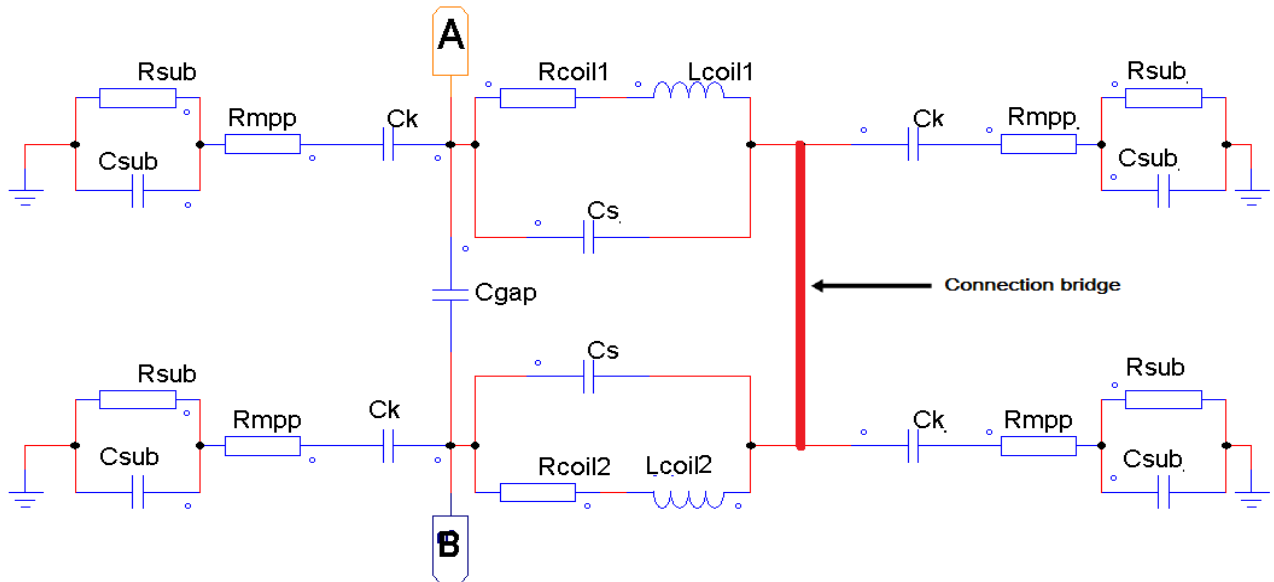 A
Rsub
Rmpp
Ck
Csub
Rcoil1
Lcoil1
Cs
Ck
Rmpp
Rsub
Csub
Cgap
Connection bridge
Rsub
Rmpp
Ck
Csub
Cs
Rcoil2
Lcoil2
Ck
Rmpp
Rsub
Csub
B